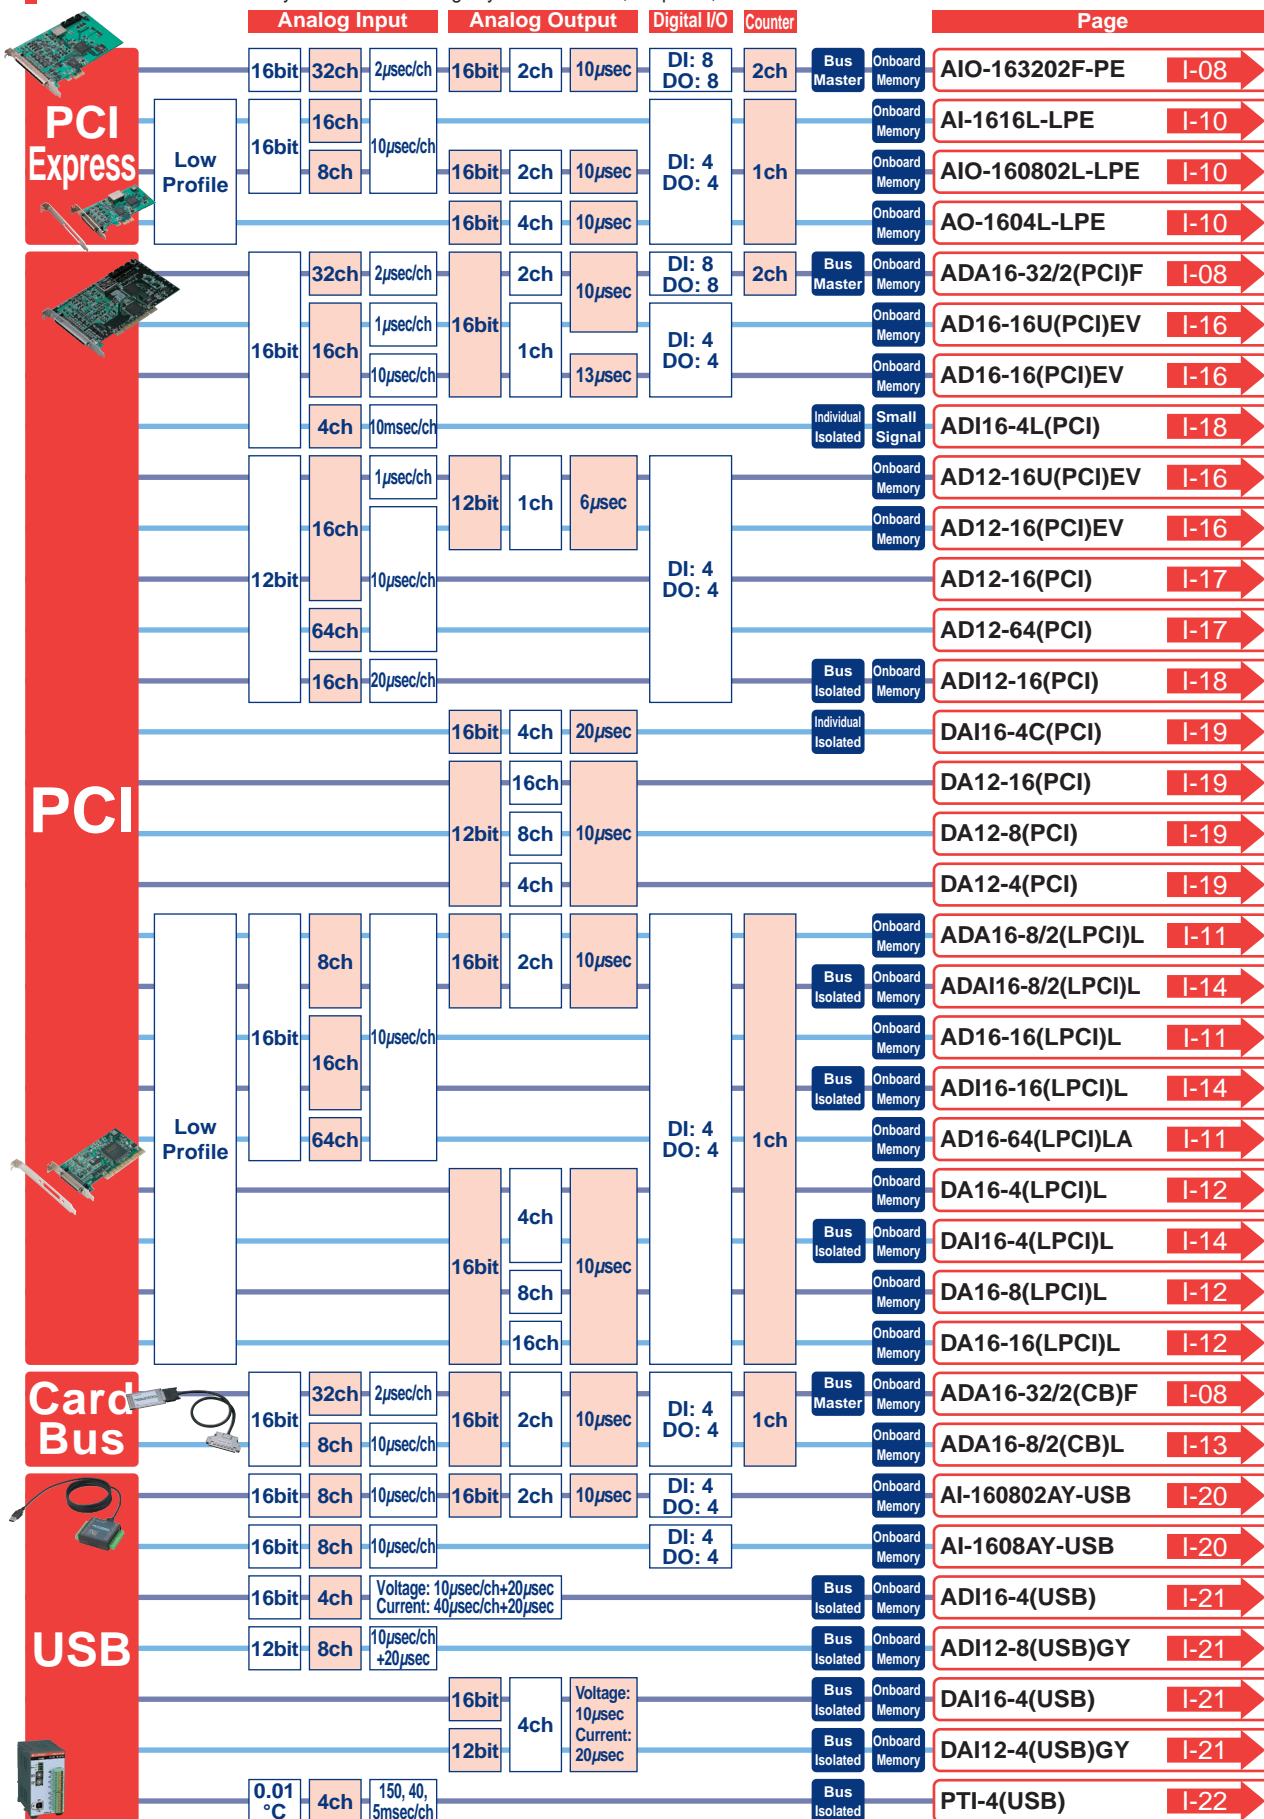 Analog Input Analog Output Digital I/O Counter Page
PCI Express
16bit 32ch 2µsec/ch 16bit 2ch 10µsec DI: 8 DO: 8 2ch Bus Master Onboard Memory AIO-163202F-PE I-08
Low Profile
16bit 16ch 10µsec/ch DI: 4 DO: 4 1ch Onboard Memory AI-1616L-LPE I-10
8ch 16bit 2ch 10µsec Onboard Memory AIO-160802L-LPE I-10
16bit 4ch 10µsec Onboard Memory AO-1604L-LPE I-10
PCI
16bit 32ch 2µsec/ch 16bit 2ch 10µsec DI: 8 DO: 8 2ch Bus Master Onboard Memory ADA16-32/2(PCI)F I-08
16ch 1µsec/ch 1ch DI: 4 DO: 4 Onboard Memory AD16-16U(PCI)EV I-16
10µsec/ch 13µsec Onboard Memory AD16-16(PCI)EV I-16
4ch 10msec/ch Individual Isolated Small Signal ADI16-4L(PCI) I-18
12bit 16ch 1µsec/ch 12bit 1ch 6µsec DI: 4 DO: 4 Onboard Memory AD12-16U(PCI)EV I-16
10µsec/ch Onboard Memory AD12-16(PCI)EV I-16
AD12-16(PCI) I-17
64ch AD12-64(PCI) I-17
16ch 20µsec/ch Bus Isolated Onboard Memory ADI12-16(PCI) I-18
16bit 4ch 20µsec Individual Isolated DAI16-4C(PCI) I-19
12bit 16ch 10µsec DA12-16(PCI) I-19
8ch DA12-8(PCI) I-19
4ch DA12-4(PCI) I-19
Low Profile
16bit 8ch 10µsec/ch 16bit 2ch 10µsec DI: 4 DO: 4 1ch Onboard Memory ADA16-8/2(LPCI)L I-11
Bus Isolated Onboard Memory ADAI16-8/2(LPCI)L I-14
16ch Onboard Memory AD16-16(LPCI)L I-11
Bus Isolated Onboard Memory ADI16-16(LPCI)L I-14
64ch Onboard Memory AD16-64(LPCI)LA I-11
16bit 4ch 10µsec Onboard Memory DA16-4(LPCI)L I-12
Bus Isolated Onboard Memory DAI16-4(LPCI)L I-14
8ch Onboard Memory DA16-8(LPCI)L I-12
16ch Onboard Memory DA16-16(LPCI)L I-12
Card Bus
16bit 32ch 2µsec/ch 16bit 2ch 10µsec DI: 4 DO: 4 1ch Bus Master Onboard Memory ADA16-32/2(CB)F I-08
8ch 10µsec/ch Onboard Memory ADA16-8/2(CB)L I-13
USB
16bit 8ch 10µsec/ch 16bit 2ch 10µsec DI: 4 DO: 4 Onboard Memory AI-160802AY-USB I-20
16bit 8ch 10µsec/ch DI: 4 DO: 4 Onboard Memory AI-1608AY-USB I-20
16bit 4ch Voltage: 10µsec/ch+20µsec Current: 40µsec/ch+20µsec Bus Isolated Onboard Memory ADI16-4(USB) I-21
12bit 8ch 10µsec/ch +20µsec Bus Isolated Onboard Memory ADI12-8(USB)GY I-21
16bit 4ch Voltage: 10µsec Current: 20µsec Bus Isolated Onboard Memory DAI16-4(USB) I-21
12bit Bus Isolated Onboard Memory DAI12-4(USB)GY I-21
0.01 °C 4ch 150, 40, 5msec/ch Bus Isolated PTI-4(USB) I-22